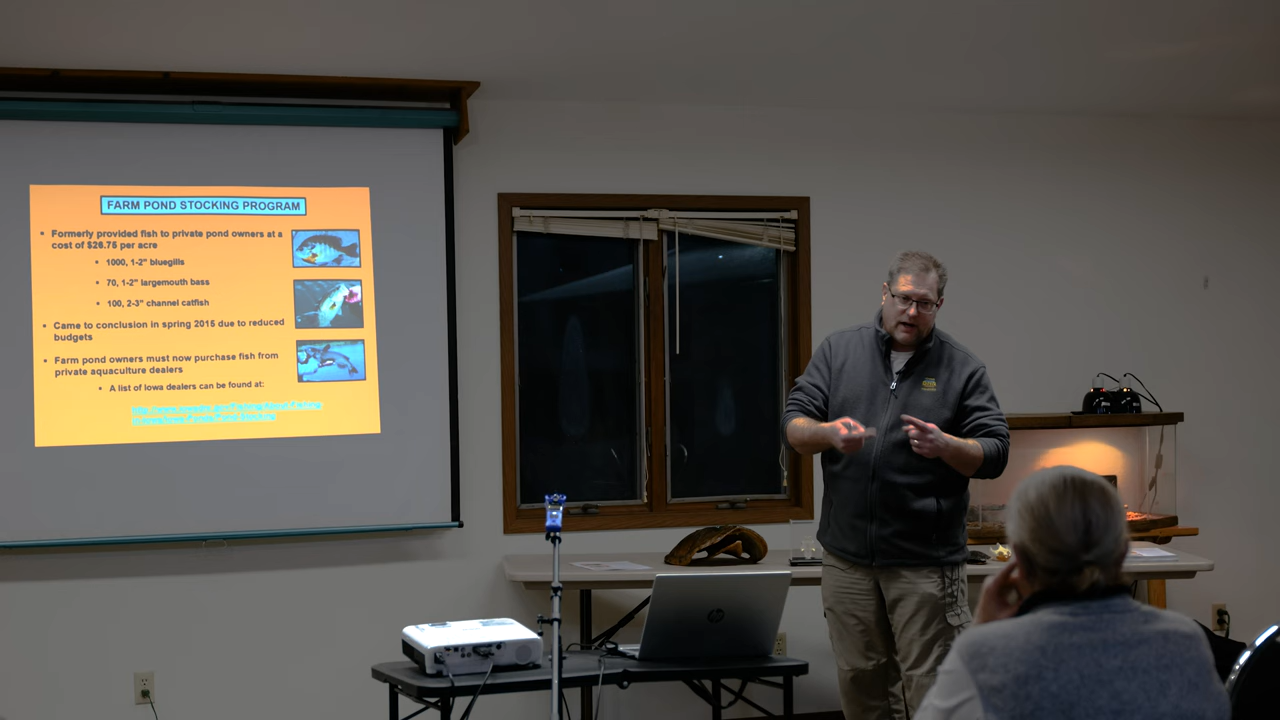 FARM POND STOCKING PROGRAM
• Formerly provided fish to private pond owners at a
cost of $26.75 per acre
• 1000, 1-2" bluegills
• 70, 1-2" largemouth bass
• 100, 2-3" channel catfish
• Came to conclusion in spring 2015 due to reduced
budgets
• Farm pond owners must now purchase fish from
private aquaculture dealers
• A list of Iowa dealers can be found at:
hp